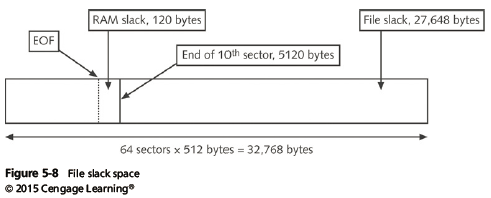 RAM slack, 120 bytes
File slack, 27,648 bytes
EOF
End of 10th sector, 5120 bytes
64 sectors x 512 bytes = 32,768 bytes
Figure 5-8 File slack space
© 2015 Cengage Learning®